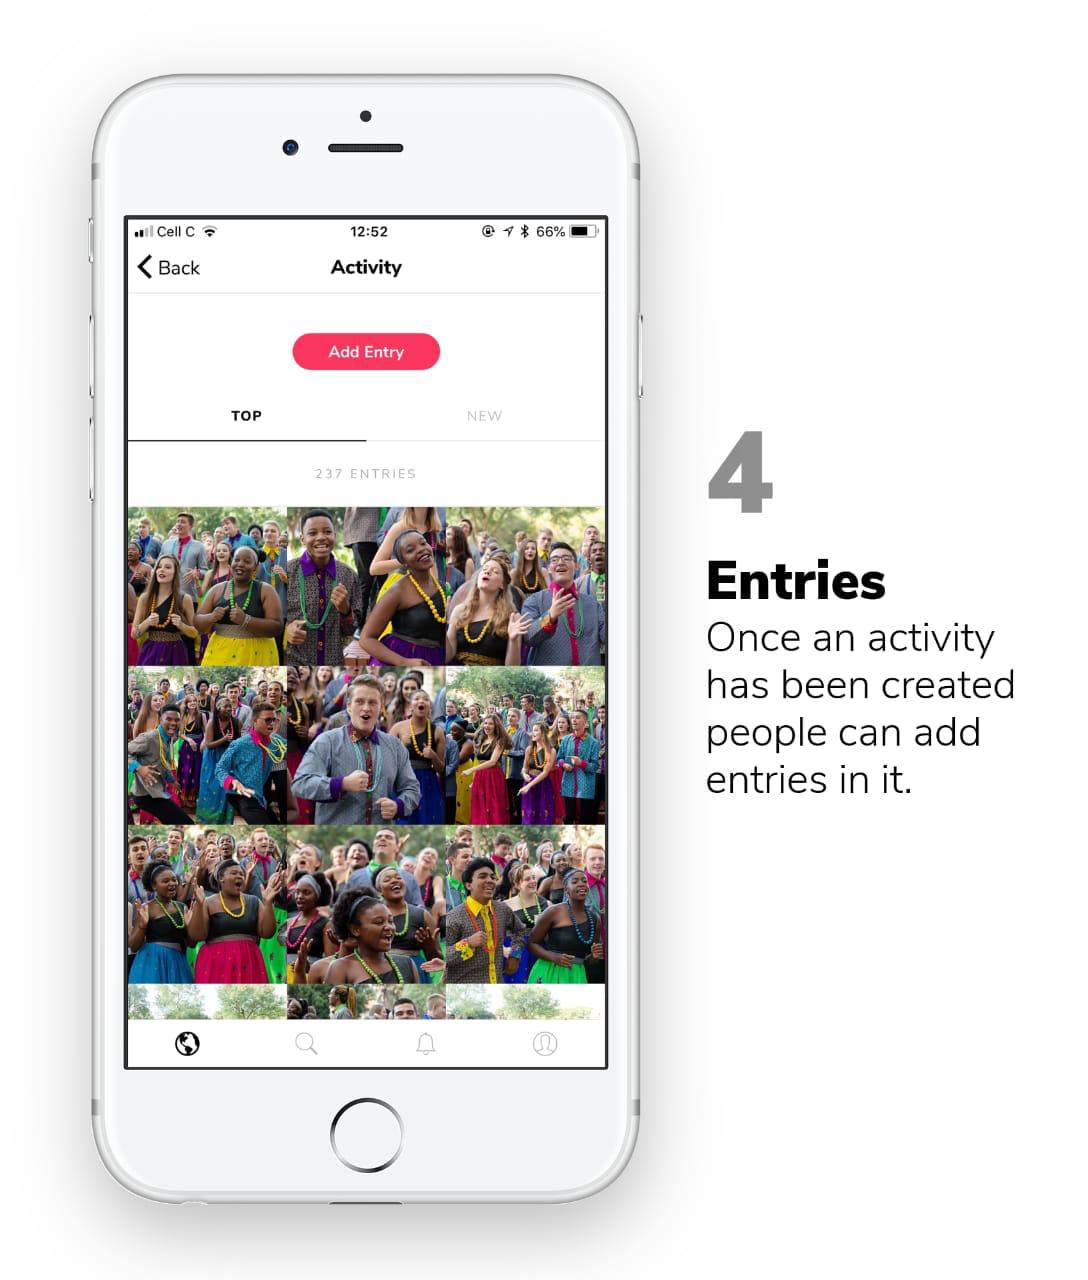 Cell C 12:52 66%
Back Activity
Add Entry
TOP NEW
237 ENTRIES
4
Entries
Once an activity
has been created
people can add
entries in it.